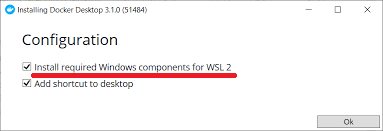 Installing Docker Desktop 3.1.0 (51484)
Configuration
Install required Windows components for WSL 2
Add shortcut to desktop
Ok